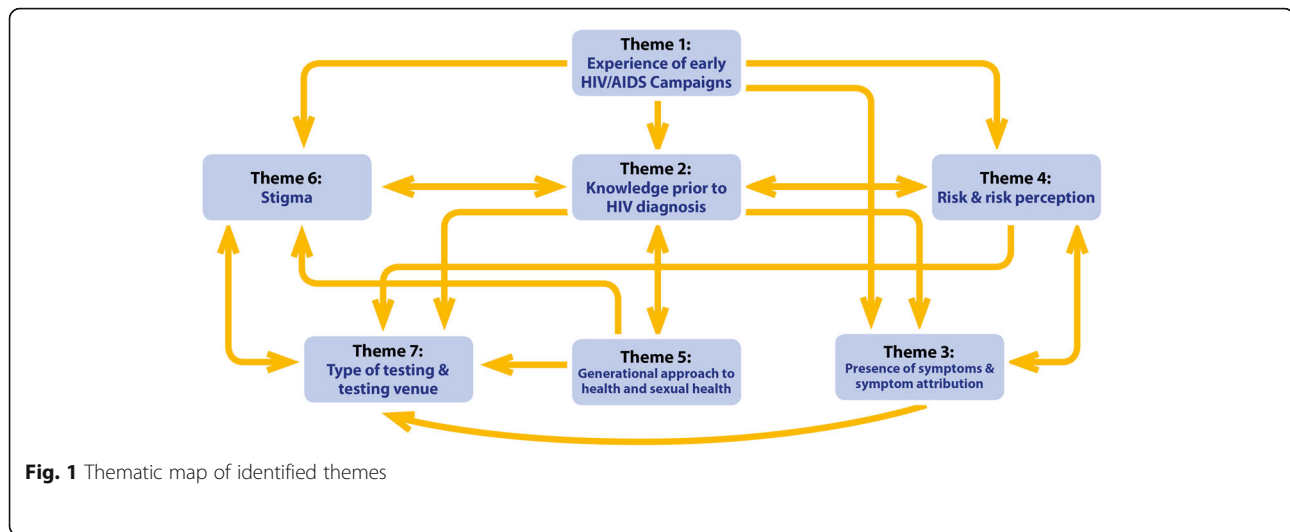 Theme 1:
Experience of early
HIV/AIDS Campaigns
Theme 6:
Stigma
Theme 2:
Knowledge prior to
HIV diagnosis
Theme 4:
Risk & risk perception
Theme 7:
Type of testing &
testing venue
Theme 5:
Generational approach to
health and sexual health
Theme 3:
Presence of symptoms &
symptom attribution
Fig. 1 Thematic map of identified themes